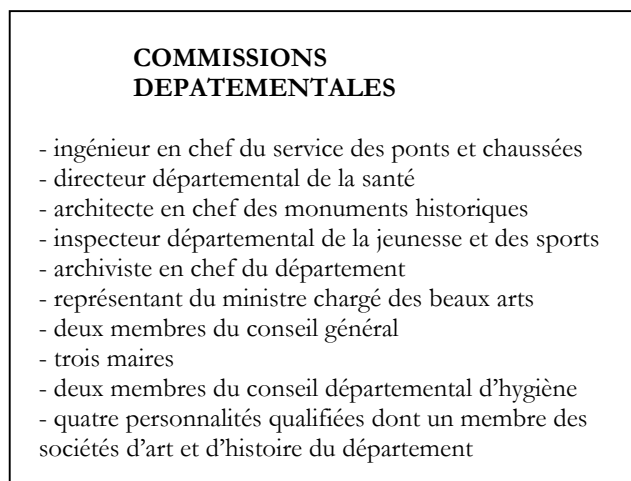 COMMISSIONS
DEPATEMENTALES
- ingénieur en chef du service des ponts et chaussées
- directeur départemental de la santé
- architecte en chef des monuments historiques
- inspecteur départemental de la jeunesse et des sports
- archiviste en chef du département
- représentant du ministre chargé des beaux arts
- deux membres du conseil général
- trois maires
- deux membres du conseil départemental d’hygiène
- quatre personnalités qualifiées dont un membre des
sociétés d’art et d’histoire du département